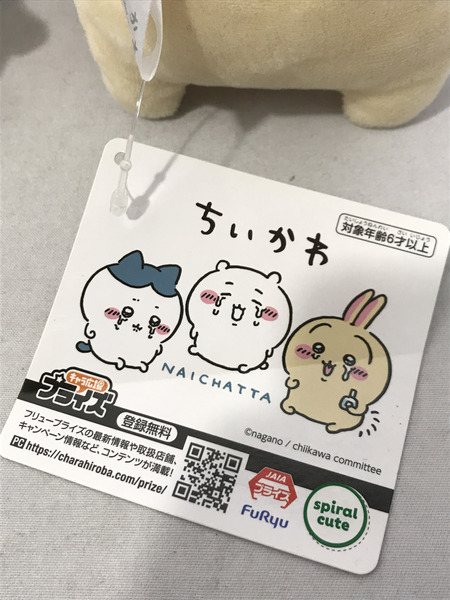 ちいかわ
たいしょうねんれい さい いじょう
対象年齢6才以上
NAICHATTA
©nagano / chiikawa committee
キャラ広場
プライズ
登録無料
フリュープライズの最新情報や取扱店舗、
キャンペーン情報など、コンテンツが満載!
PC https://charahiroba.com/prize/
JAIA
プライズ
FuRyu
spiral
cute